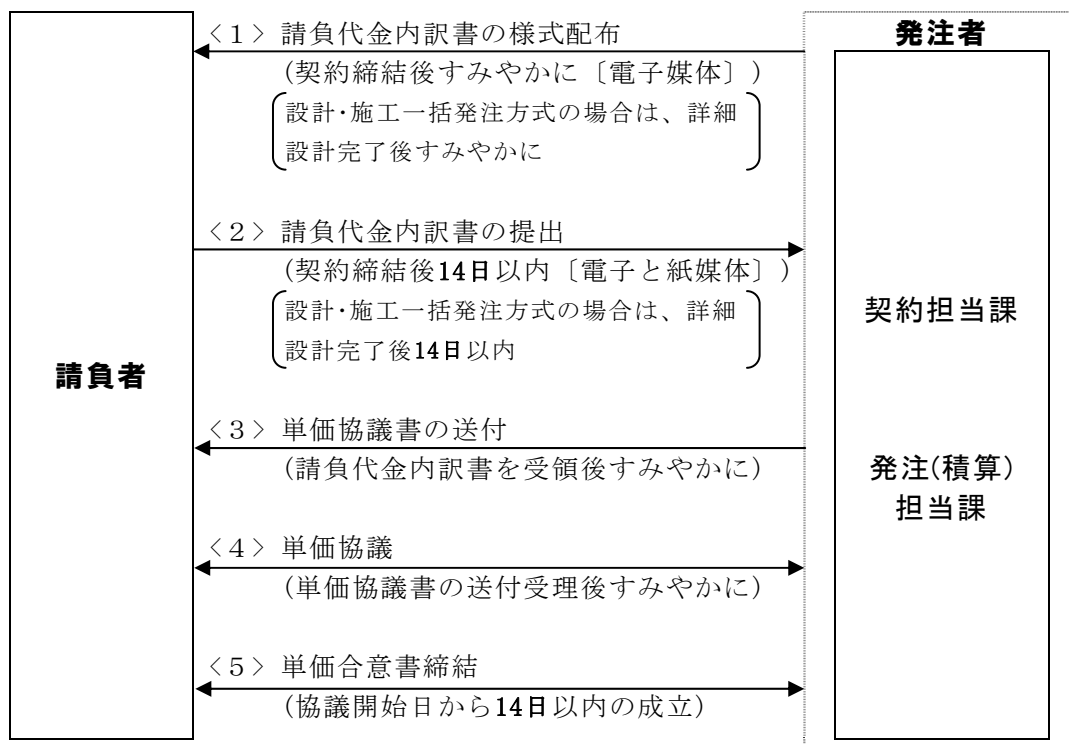 発注者
<1> 請負代金内訳書の様式配布
(契約締結後すみやかに〔電子媒体〕)
設計・施工一括発注方式の場合は、詳細
設計完了後すみやかに
<2> 請負代金内訳書の提出
(契約締結後14日以内〔電子と紙媒体〕)
設計・施工一括発注方式の場合は、詳細
設計完了後14日以内
契約担当課
請負者
<3> 単価協議書の送付
(請負代金内訳書を受領後すみやかに)
発注(積算)
担当課
<4> 単価協議
(単価協議書の送付受理後すみやかに)
<5> 単価合意書締結
(協議開始日から14日以内の成立)